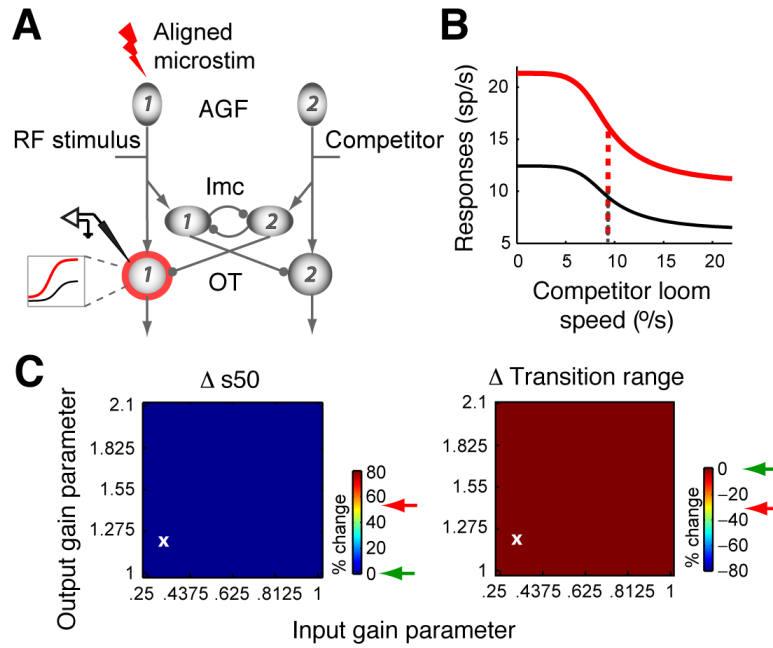 A
Aligned
microstim
1
AGF
2
RF stimulus
Competitor
Imc
1
2
1
OT
2
B
Responses (sp/s)
20
15
10
5
0
5
10
15
20
Competitor loom
speed (º/s)
C
Δ s50
Output gain parameter
2.1
1.825
1.55
1.275
1
x
.25
.4375
.625
.8125
1
% change
80
60
40
20
0
Δ Transition range
2.1
1.825
1.55
1.275
1
x
.25
.4375
.625
.8125
1
% change
0
−20
−40
−60
−80
Input gain parameter